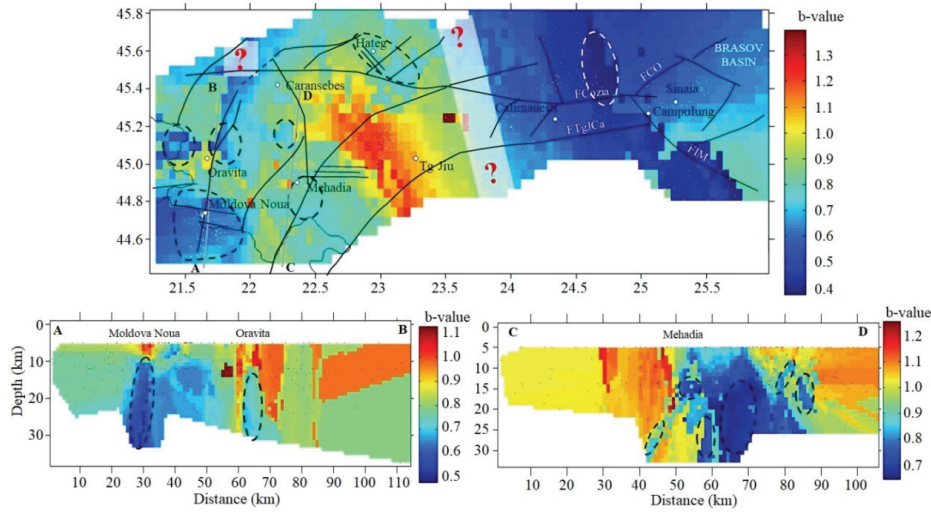 b-value
45.8
45.6
45.4
45.2
45.0
44.8
44.6
21.5
22
22.5
23
23.5
24
24.5
25
25.5
?
?
?
Hateg
B
D
Caransebes
Oravita
Moldova Noua
Mehadia
A
C
Tg Jiu
Calimanesti
FCozia
FTgJCa
FCO
Sinaia
Campulung
FIM
BRASOV
BASIN
1.3
1.2
1.1
1.0
0.9
0.8
0.7
0.6
0.5
0.4
A
Moldova Noua
Oravita
B
b-value
0
10
20
30
Depth (km)
0 10 20 30 40 50 60 70 80 90 100 110
Distance (km)
1.1
1.0
0.9
0.8
0.7
0.6
0.5
C
Mehadia
D
b-value
0
5
10
15
20
25
30
10 20 30 40 50 60 70 80 90 100
Distance (km)
1.2
1.1
1.0
0.9
0.8
0.7